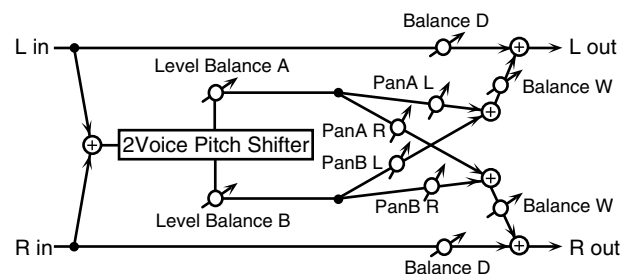 Balance D
L in
L out
Level Balance A
PanA L
Balance W
PanA R
2Voice Pitch Shifter
PanB L
PanB R
Level Balance B
Balance W
R in
R out
Balance D